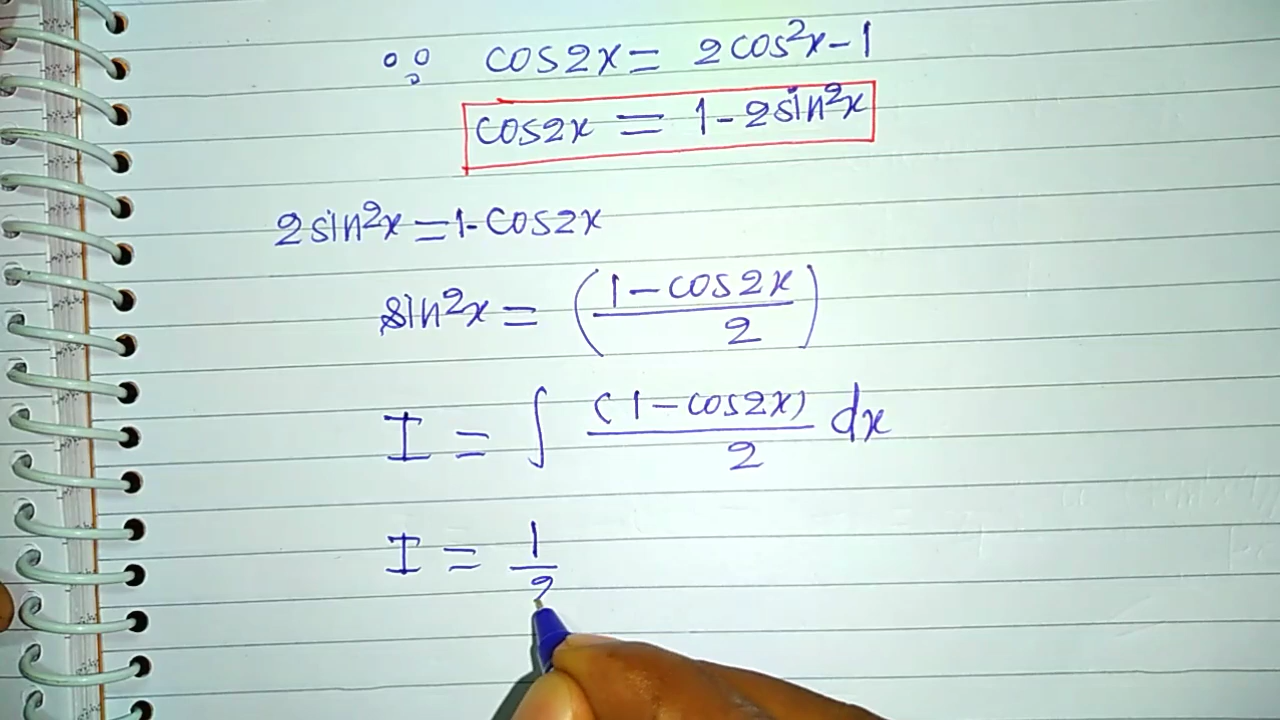 ∵ cos2x = 2cos²x-1
cos2x = 1-2sin²x
2sin²x=1-cos2x
sin²x = (1-cos2x/2)
I = ∫ (1-cos2x)/2 dx
I = 1/2